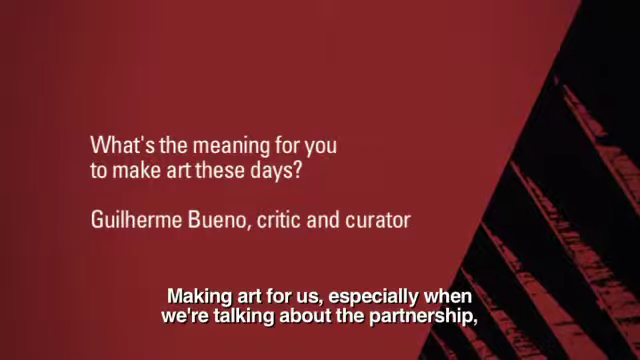 What's the meaning for you
to make art these days?
Guilherme Bueno, critic and curator
Making art for us, especially when
we're talking about the partnership,